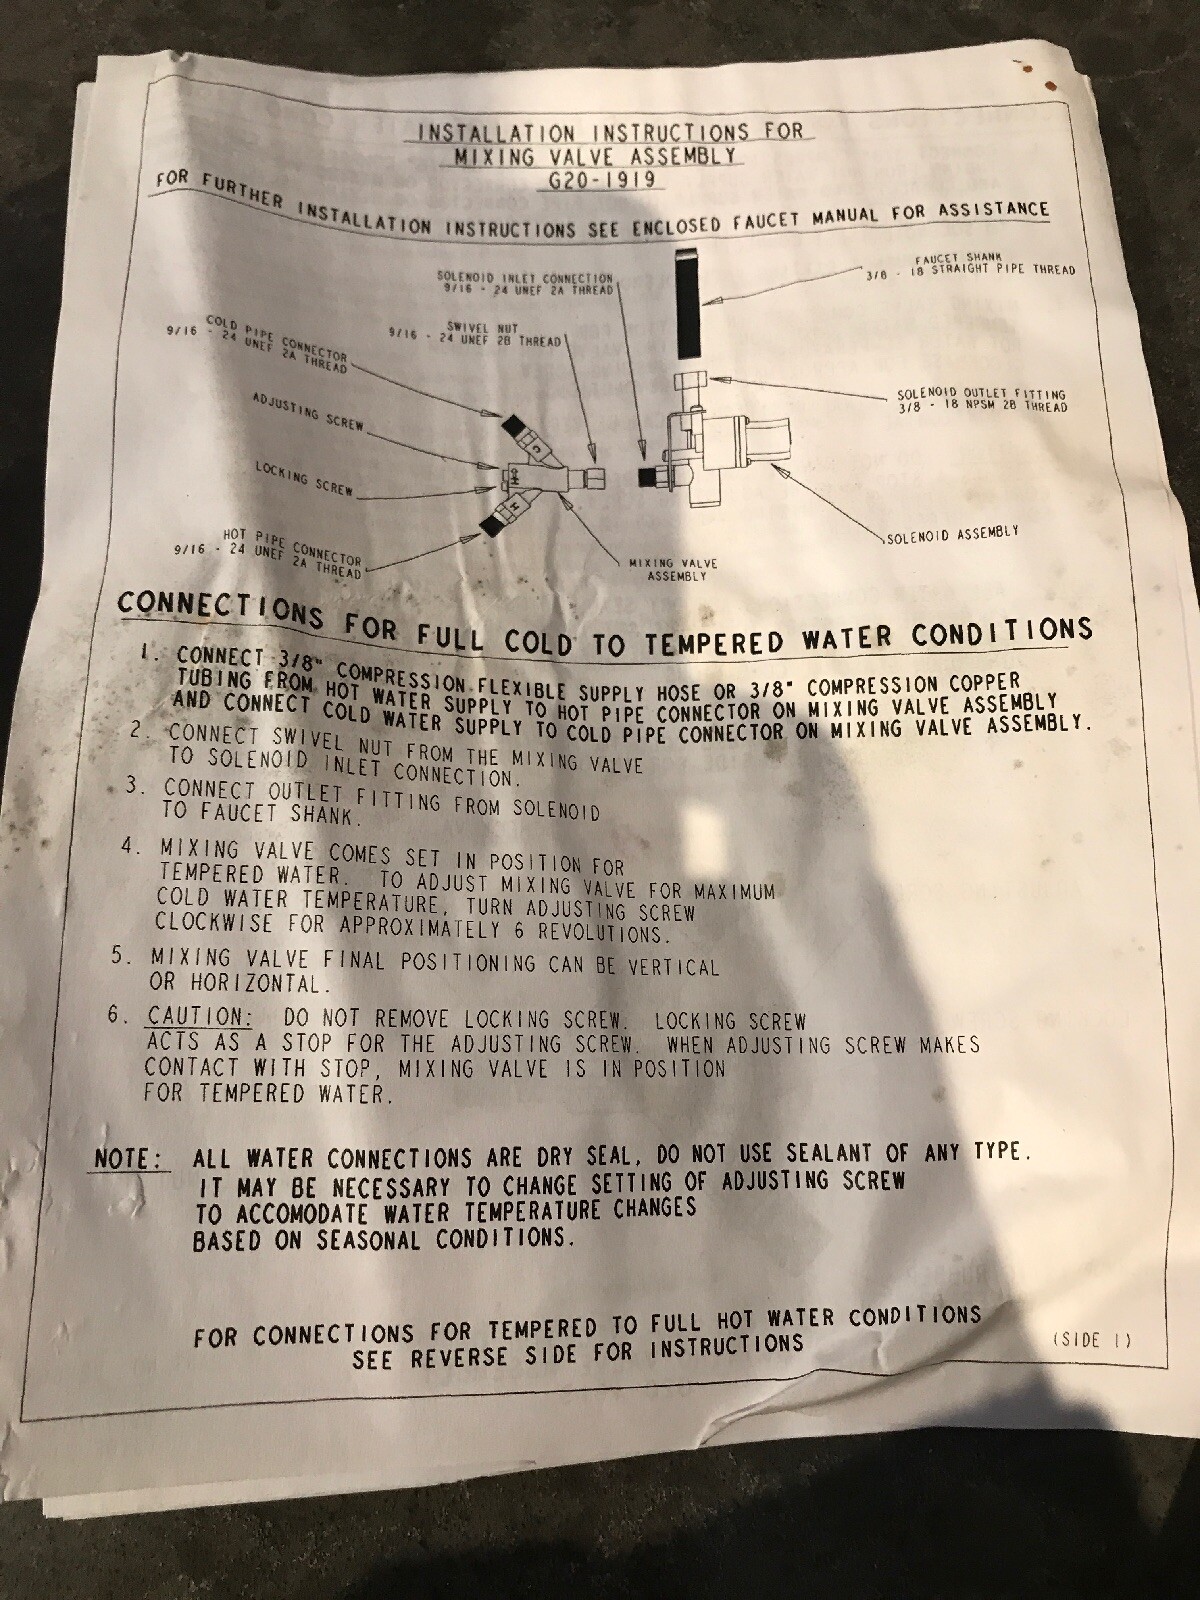 INSTALLATION INSTRUCTIONS FOR
MIXING VALVE ASSEMBLY
G20-1919
FOR FURTHER INSTALLATION INSTRUCTIONS SEE ENCLOSED FAUCET MANUAL FOR ASSISTANCE
SOLENOID INLET CONNECTION
9/16 - 24 UNEF 2A THREAD
FAUCET SHANK
3/8 - 18 STRAIGHT PIPE THREAD
COLD PIPE CONNECTOR
9/16 - 24 UNEF 2A THREAD
SWIVEL NUT
9/16 - 24 UNEF 2B THREAD
ADJUSTING SCREW
SOLENOID OUTLET FITTING
3/8 - 18 NPSM 2B THREAD
C
LOCKING SCREW
H
HOT PIPE CONNECTOR
9/16 - 24 UNEF 2A THREAD
SOLENOID ASSEMBLY
MIXING VALVE
ASSEMBLY
CONNECTIONS FOR FULL COLD TO TEMPERED WATER CONDITIONS
1. CONNECT 3/8" COMPRESSION FLEXIBLE SUPPLY HOSE OR 3/8" COMPRESSION COPPER
TUBING FROM HOT WATER SUPPLY TO HOT PIPE CONNECTOR ON MIXING VALVE ASSEMBLY
AND CONNECT COLD WATER SUPPLY TO COLD PIPE CONNECTOR ON MIXING VALVE ASSEMBLY.
2. CONNECT SWIVEL NUT FROM THE MIXING VALVE
TO SOLENOID INLET CONNECTION.
3. CONNECT OUTLET FITTING FROM SOLENOID
TO FAUCET SHANK.
4. MIXING VALVE COMES SET IN POSITION FOR
TEMPERED WATER. TO ADJUST MIXING VALVE FOR MAXIMUM
COLD WATER TEMPERATURE, TURN ADJUSTING SCREW
CLOCKWISE FOR APPROXIMATELY 6 REVOLUTIONS.
5. MIXING VALVE FINAL POSITIONING CAN BE VERTICAL
OR HORIZONTAL.
6. CAUTION: DO NOT REMOVE LOCKING SCREW. LOCKING SCREW
ACTS AS A STOP FOR THE ADJUSTING SCREW. WHEN ADJUSTING SCREW MAKES
CONTACT WITH STOP, MIXING VALVE IS IN POSITION
FOR TEMPERED WATER.
NOTE: ALL WATER CONNECTIONS ARE DRY SEAL, DO NOT USE SEALANT OF ANY TYPE.
IT MAY BE NECESSARY TO CHANGE SETTING OF ADJUSTING SCREW
TO ACCOMODATE WATER TEMPERATURE CHANGES
BASED ON SEASONAL CONDITIONS.
FOR CONNECTIONS FOR TEMPERED TO FULL HOT WATER CONDITIONS
SEE REVERSE SIDE FOR INSTRUCTIONS
(SIDE 1)